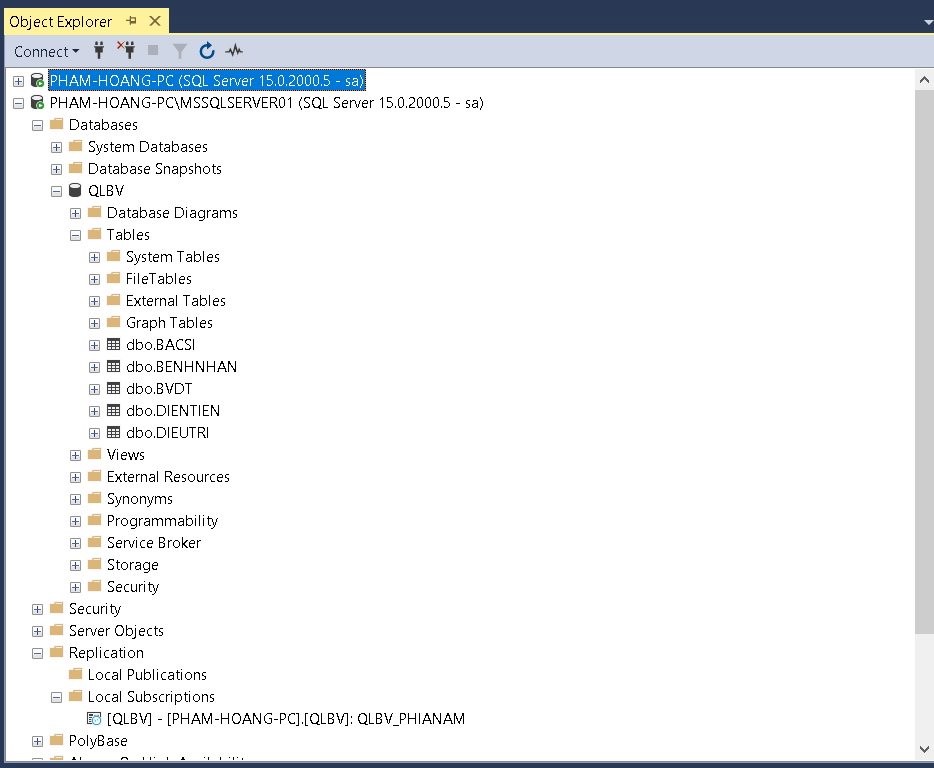 Object Explorer
Connect
PHAM-HOANG-PC (SQL Server 15.0.2000.5 - sa)
PHAM-HOANG-PC\MSSQLSERVER01 (SQL Server 15.0.2000.5 - sa)
Databases
System Databases
Database Snapshots
QLBV
Database Diagrams
Tables
System Tables
FileTables
External Tables
Graph Tables
dbo.BACSI
dbo.BENHNHAN
dbo.BVDT
dbo.DIENTIEN
dbo.DIEUTRI
Views
External Resources
Synonyms
Programmability
Service Broker
Storage
Security
Security
Server Objects
Replication
Local Publications
Local Subscriptions
[QLBV] - [PHAM-HOANG-PC].[QLBV]: QLBV_PHIANAM
PolyBase